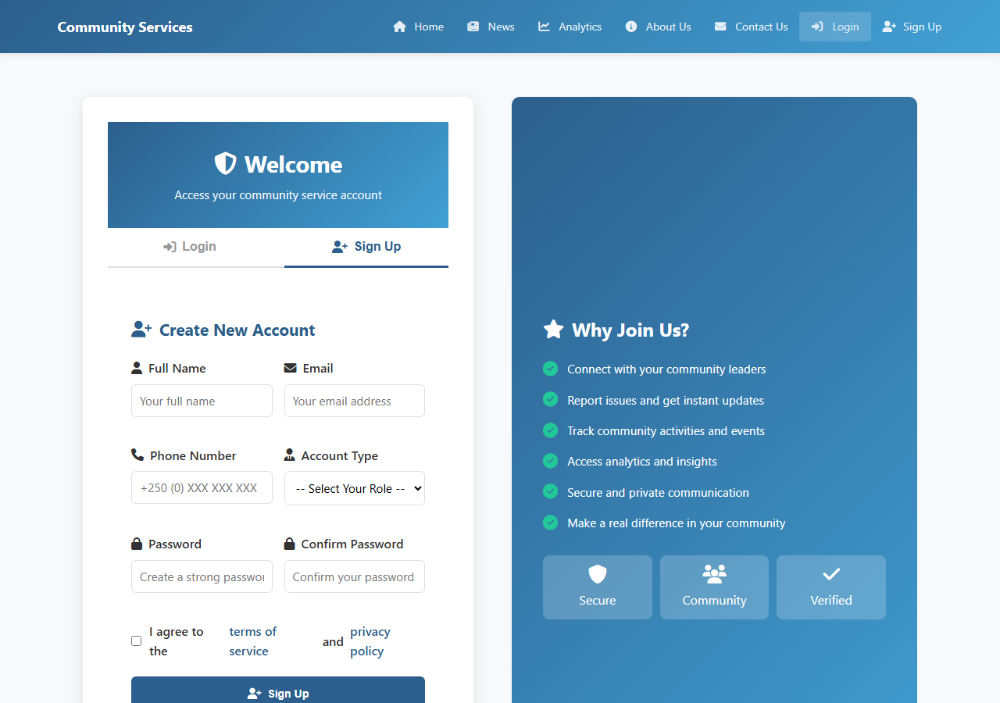 Community Services
Home
News
Analytics
About Us
Contact Us
Login
Sign Up
Welcome
Access your community service account
Login
Sign Up
Create New Account
Full Name
Email
Your full name
Your email address
Phone Number
Account Type
+250 (0) XXX XXX XXX
-- Select Your Role --
Password
Confirm Password
Create a strong passwor
Confirm your password
I agree to the terms of service and privacy policy
Sign Up
Why Join Us?
Connect with your community leaders
Report issues and get instant updates
Track community activities and events
Access analytics and insights
Secure and private communication
Make a real difference in your community
Secure
Community
Verified